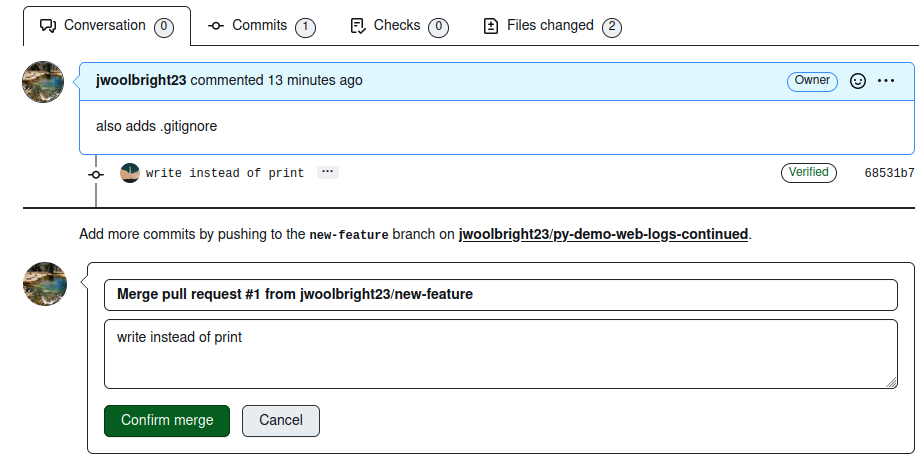 Conversation 0 Commits 1 Checks 0 Files changed 2
jwoolbright23 commented 13 minutes ago Owner
also adds .gitignore
write instead of print ... Verified 68531b7
Add more commits by pushing to the new-feature branch on jwoolbright23/py-demo-web-logs-continued.
Merge pull request #1 from jwoolbright23/new-feature
write instead of print
Confirm merge Cancel